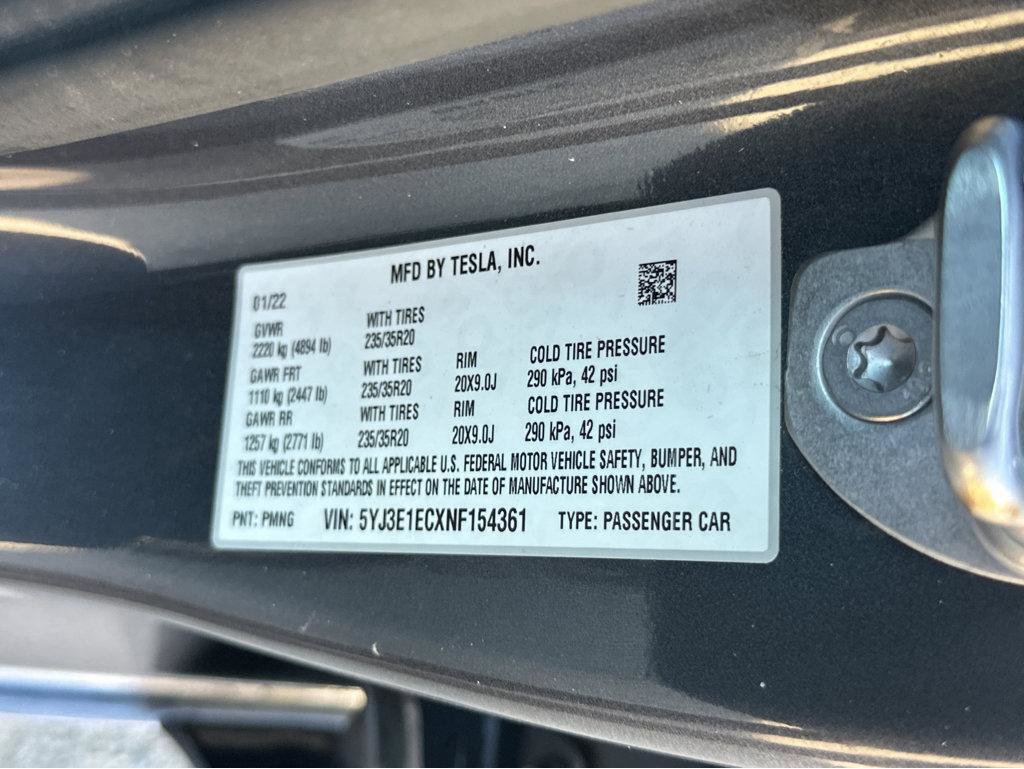 MFD BY TESLA, INC.
01/22
GVWR WITH TIRES
2220 kg (4894 lb) 235/35R20
GAWR FRT WITH TIRES RIM COLD TIRE PRESSURE
1110 kg (2447 lb) 235/35R20 20X9.0J 290 kPa, 42 psi
GAWR RR WITH TIRES RIM COLD TIRE PRESSURE
1257 kg (2771 lb) 235/35R20 20X9.0J 290 kPa, 42 psi
THIS VEHICLE CONFORMS TO ALL APPLICABLE U.S. FEDERAL MOTOR VEHICLE SAFETY, BUMPER, AND
THEFT PREVENTION STANDARDS IN EFFECT ON THE DATE OF MANUFACTURE SHOWN ABOVE.
PNT: PMNG VIN: 5YJ3E1ECXNF154361 TYPE: PASSENGER CAR